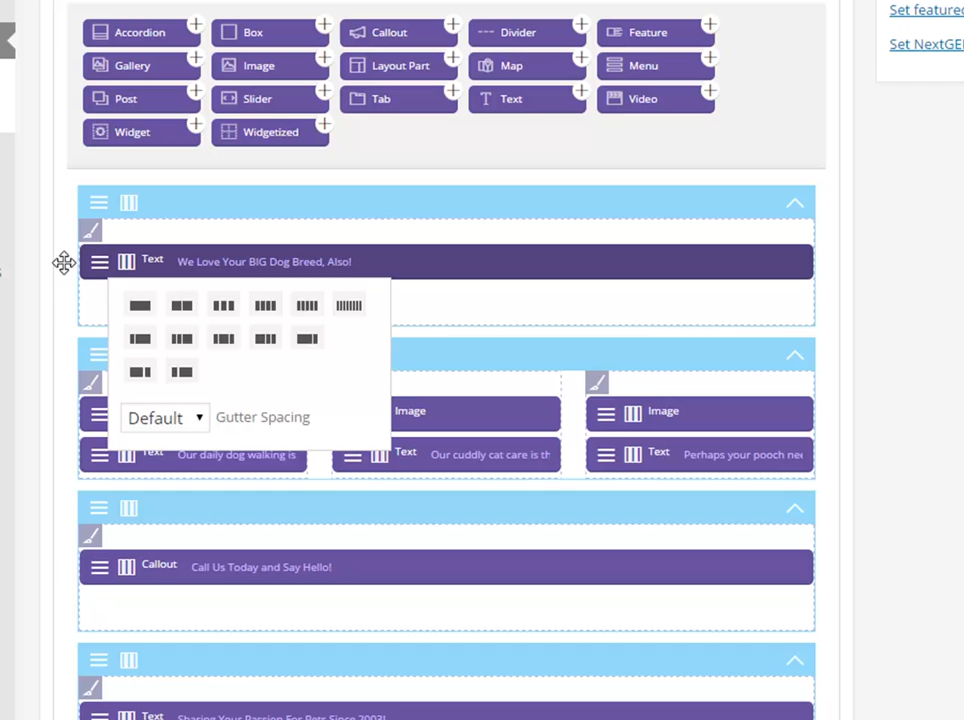 Set featured
Set NextGE
Accordion Box Callout Divider Feature
Gallery Image Layout Part Map Menu
Post Slider Tab Text Video
Widget Widgetized
Text We Love Your BIG Dog Breed, Also!
Default Gutter Spacing
Image Image
Text Our daily dog walking is Text Our cuddly cat care is th Text Perhaps your pooch nee
Callout Call Us Today and Say Hello!
Text Sharing Your Passion For Pets Since 2003!